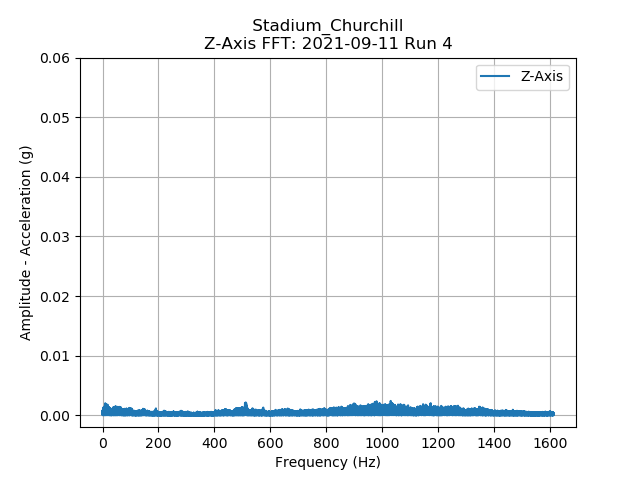 Stadium_Churchill
Z-Axis FFT: 2021-09-11 Run 4
Z-Axis
0.06
0.05
0.04
0.03
0.02
0.01
0.00
Amplitude - Acceleration (g)
0 200 400 600 800 1000 1200 1400 1600
Frequency (Hz)